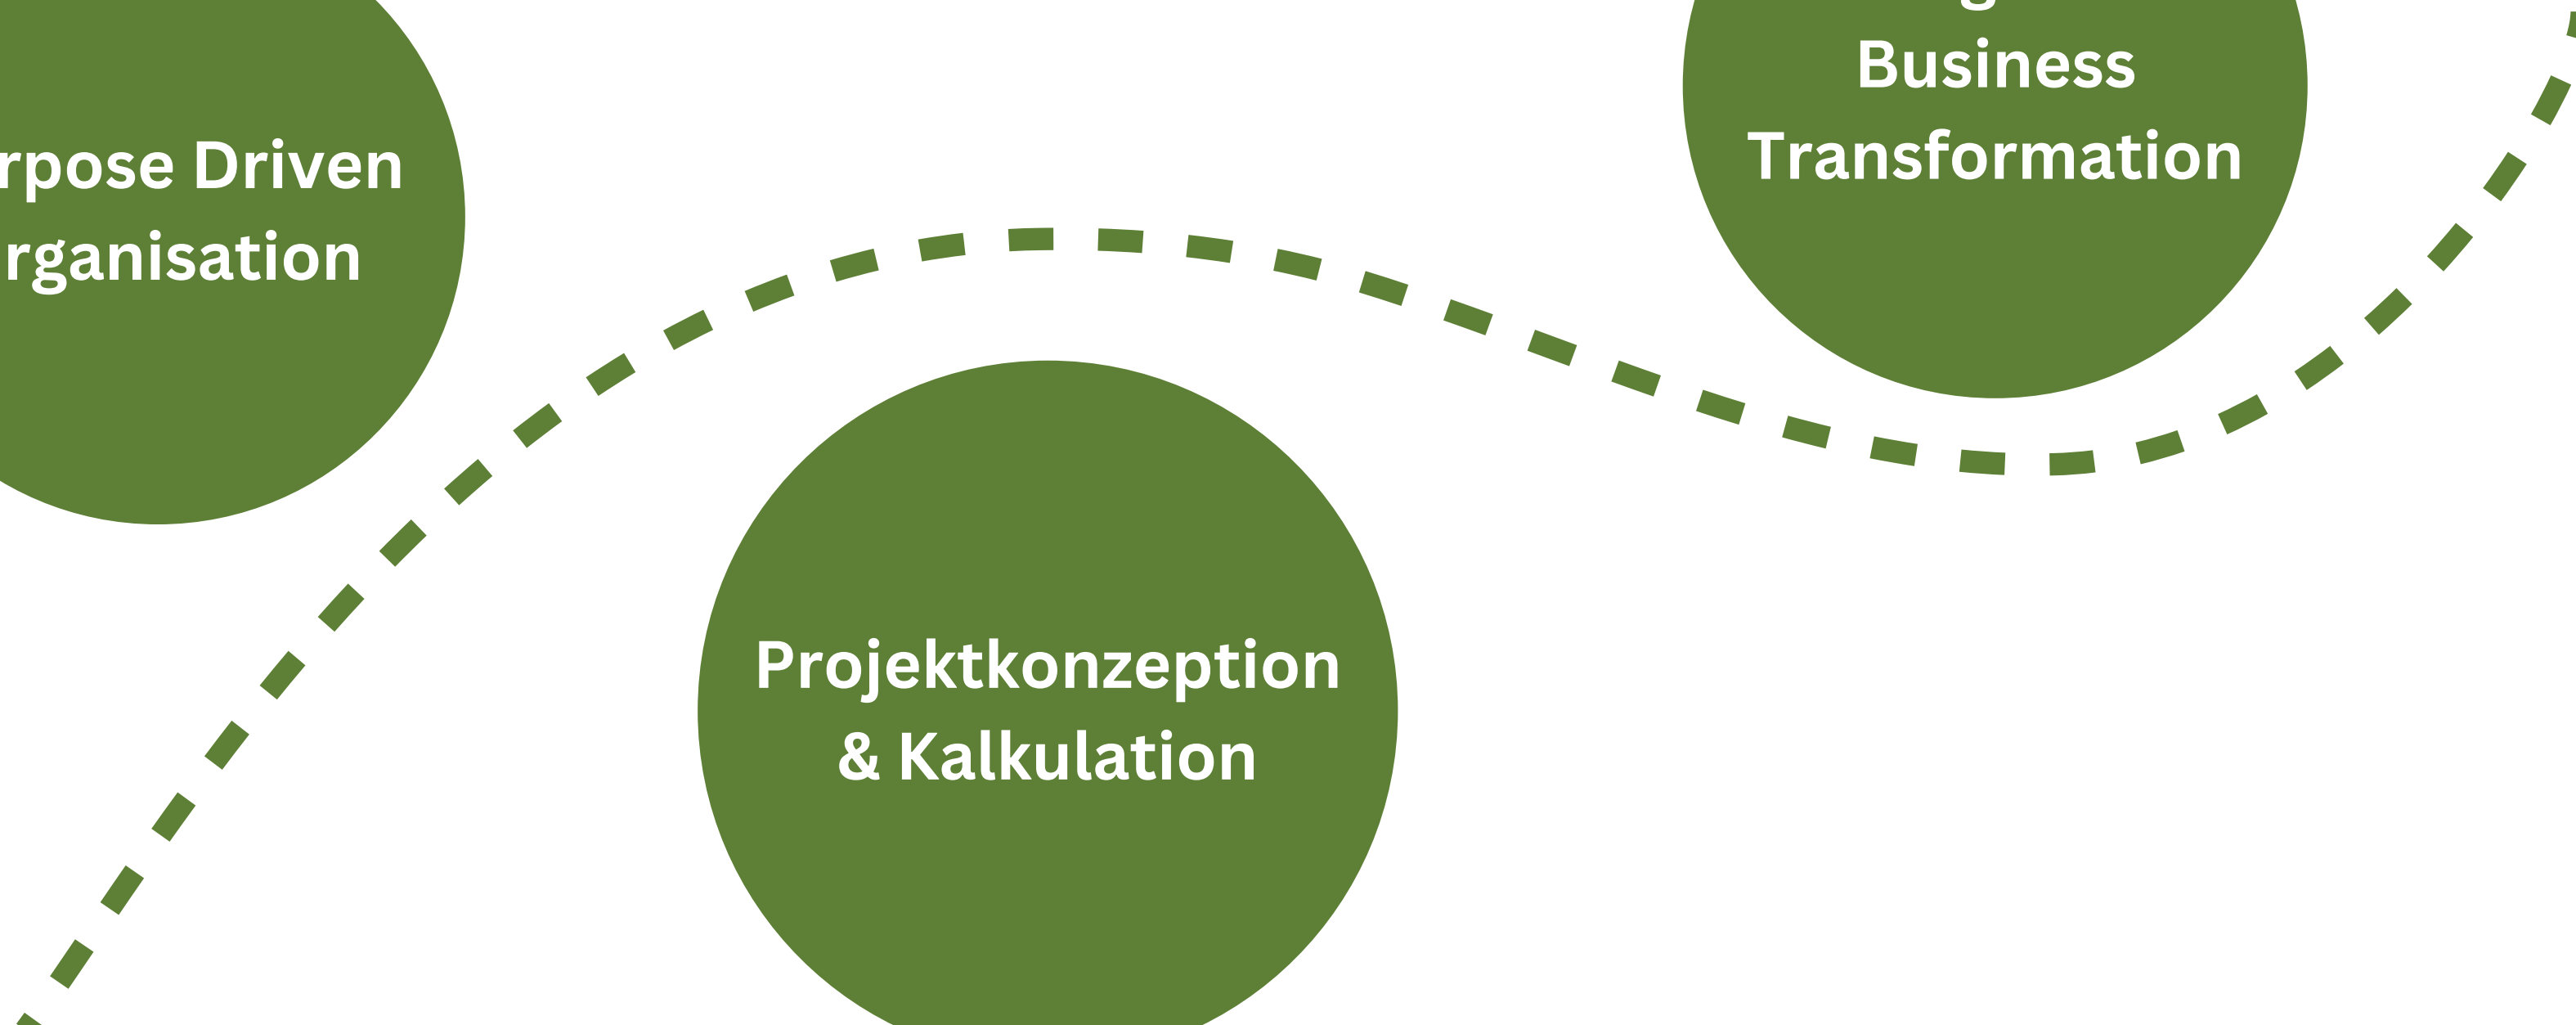 rpose Driven
rganisation
Business
Transformation
Projektkonzeption
& Kalkulation